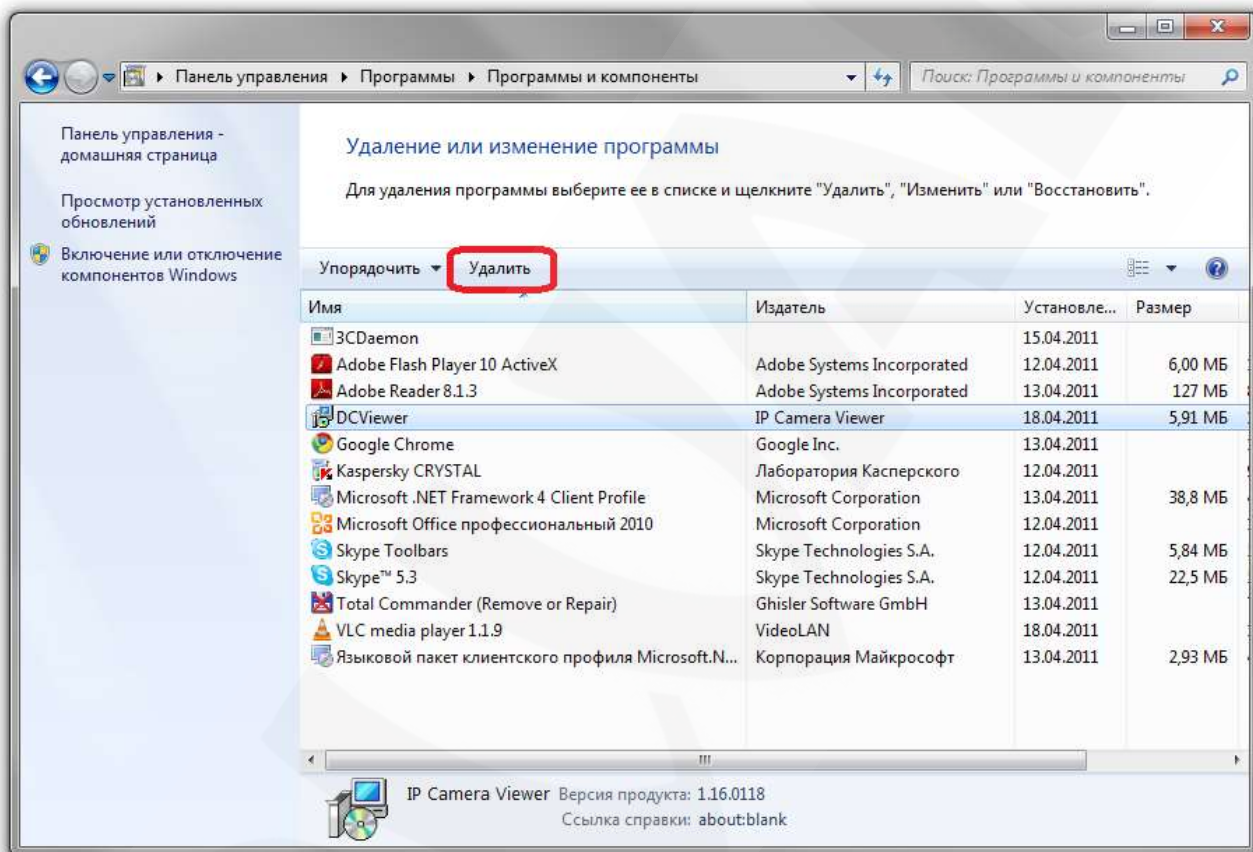 Панель управления ▸ Программы ▸ Программы и компоненты
Поиск: Программы и компоненты
Панель управления -
домашняя страница
Просмотр установленных
обновлений
Включение или отключение
компонентов Windows
Удаление или изменение программы
Для удаления программы выберите ее в списке и щелкните "Удалить", "Изменить" или "Восстановить".
Упорядочить Удалить
Имя Издатель Установле... Размер
3CDaemon 15.04.2011
Adobe Flash Player 10 ActiveX Adobe Systems Incorporated 12.04.2011 6,00 МБ
Adobe Reader 8.1.3 Adobe Systems Incorporated 13.04.2011 127 МБ
DCViewer IP Camera Viewer 18.04.2011 5,91 МБ
Google Chrome Google Inc. 13.04.2011
Kaspersky CRYSTAL Лаборатория Касперского 12.04.2011
Microsoft .NET Framework 4 Client Profile Microsoft Corporation 13.04.2011 38,8 МБ
Microsoft Office профессиональный 2010 Microsoft Corporation 12.04.2011
Skype Toolbars Skype Technologies S.A. 12.04.2011 5,84 МБ
Skype™ 5.3 Skype Technologies S.A. 12.04.2011 22,5 МБ
Total Commander (Remove or Repair) Ghisler Software GmbH 13.04.2011
VLC media player 1.1.9 VideoLAN 18.04.2011
Языковой пакет клиентского профиля Microsoft.N... Корпорация Майкрософт 13.04.2011 2,93 МБ
IP Camera Viewer Версия продукта: 1.16.0118
Ссылка справки: about:blank